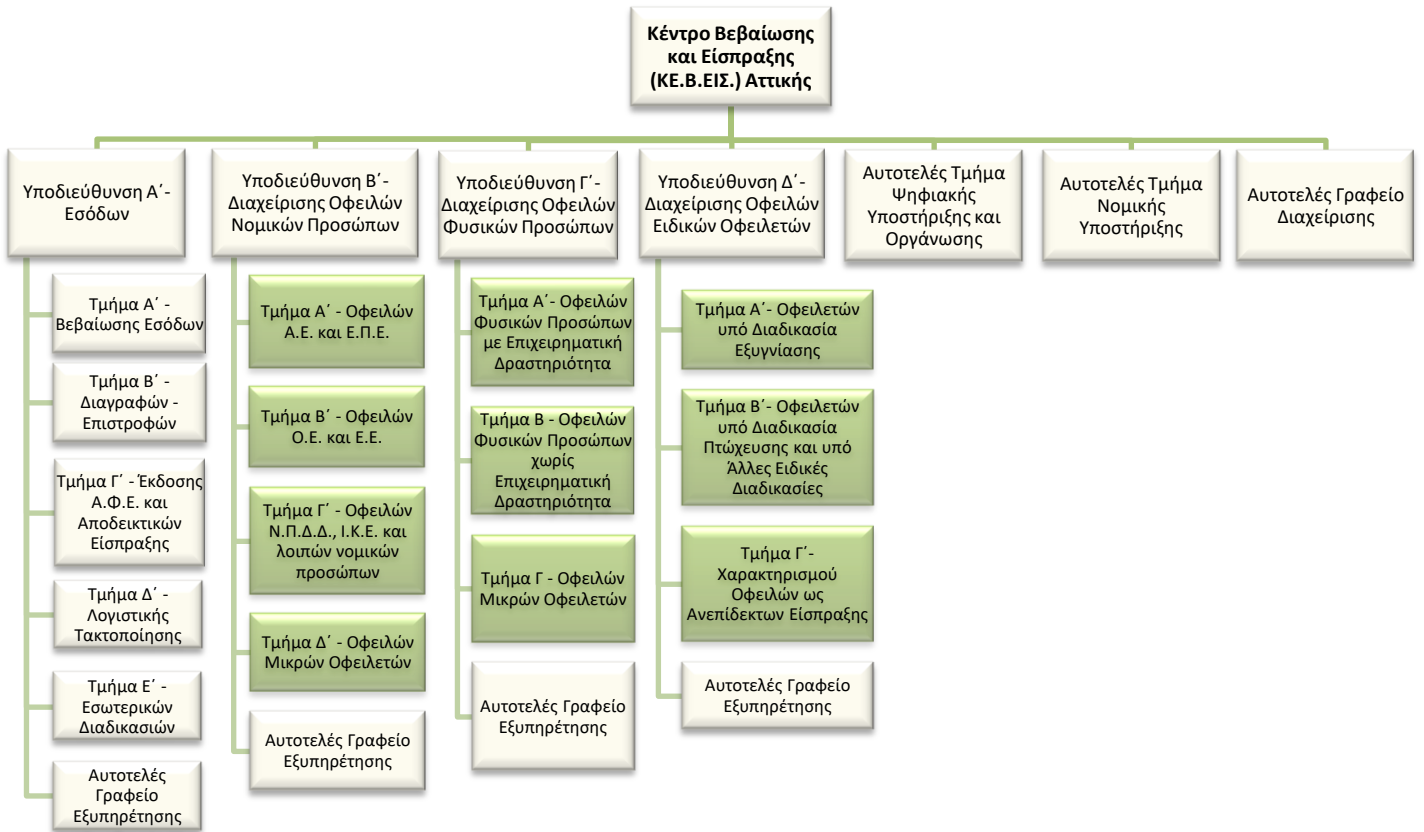 Κέντρο Βεβαίωσης
και Είσπραξης
(ΚΕ.Β.ΕΙΣ.) Αττικής
Υποδιεύθυνση Α΄-
Εσόδων
Υποδιεύθυνση Β΄-
Διαχείρισης Οφειλών
Νομικών Προσώπων
Υποδιεύθυνση Γ΄-
Διαχείρισης Οφειλών
Φυσικών Προσώπων
Υποδιεύθυνση Δ΄-
Διαχείρισης Οφειλών
Ειδικών Οφειλετών
Αυτοτελές Τμήμα
Ψηφιακής
Υποστήριξης και
Οργάνωσης
Αυτοτελές Τμήμα
Νομικής
Υποστήριξης
Αυτοτελές Γραφείο
Διαχείρισης
Τμήμα Α΄ -
Βεβαίωσης Εσόδων
Τμήμα Β΄ -
Διαγραφών -
Επιστροφών
Τμήμα Γ΄ - Έκδοσης
Α.Φ.Ε. και
Αποδεικτικών
Είσπραξης
Τμήμα Δ΄ -
Λογιστικής
Τακτοποίησης
Τμήμα Ε΄ -
Εσωτερικών
Διαδικασιών
Αυτοτελές
Γραφείο
Εξυπηρέτησης
Τμήμα Α΄ - Οφειλών
Α.Ε. και Ε.Π.Ε.
Τμήμα Β΄ - Οφειλών
Ο.Ε. και Ε.Ε.
Τμήμα Γ΄ - Οφειλών
Ν.Π.Δ.Δ., Ι.Κ.Ε. και
λοιπών νομικών
προσώπων
Τμήμα Δ΄ - Οφειλών
Μικρών Οφειλετών
Αυτοτελές Γραφείο
Εξυπηρέτησης
Τμήμα Α΄- Οφειλών
Φυσικών Προσώπων
με Επιχειρηματική
Δραστηριότητα
Τμήμα Β - Οφειλών
Φυσικών Προσώπων
χωρίς
Επιχειρηματική
Δραστηριότητα
Τμήμα Γ - Οφειλών
Μικρών Οφειλετών
Αυτοτελές Γραφείο
Εξυπηρέτησης
Τμήμα Α΄- Οφειλετών
υπό Διαδικασία
Εξυγνίασης
Τμήμα Β΄- Οφειλετών
υπό Διαδικασία
Πτώχευσης και υπό
Άλλες Ειδικές
Διαδικασίες
Τμήμα Γ΄-
Χαρακτηρισμού
Οφειλών ως
Ανεπίδεκτων Είσπραξης
Αυτοτελές Γραφείο
Εξυπηρέτησης